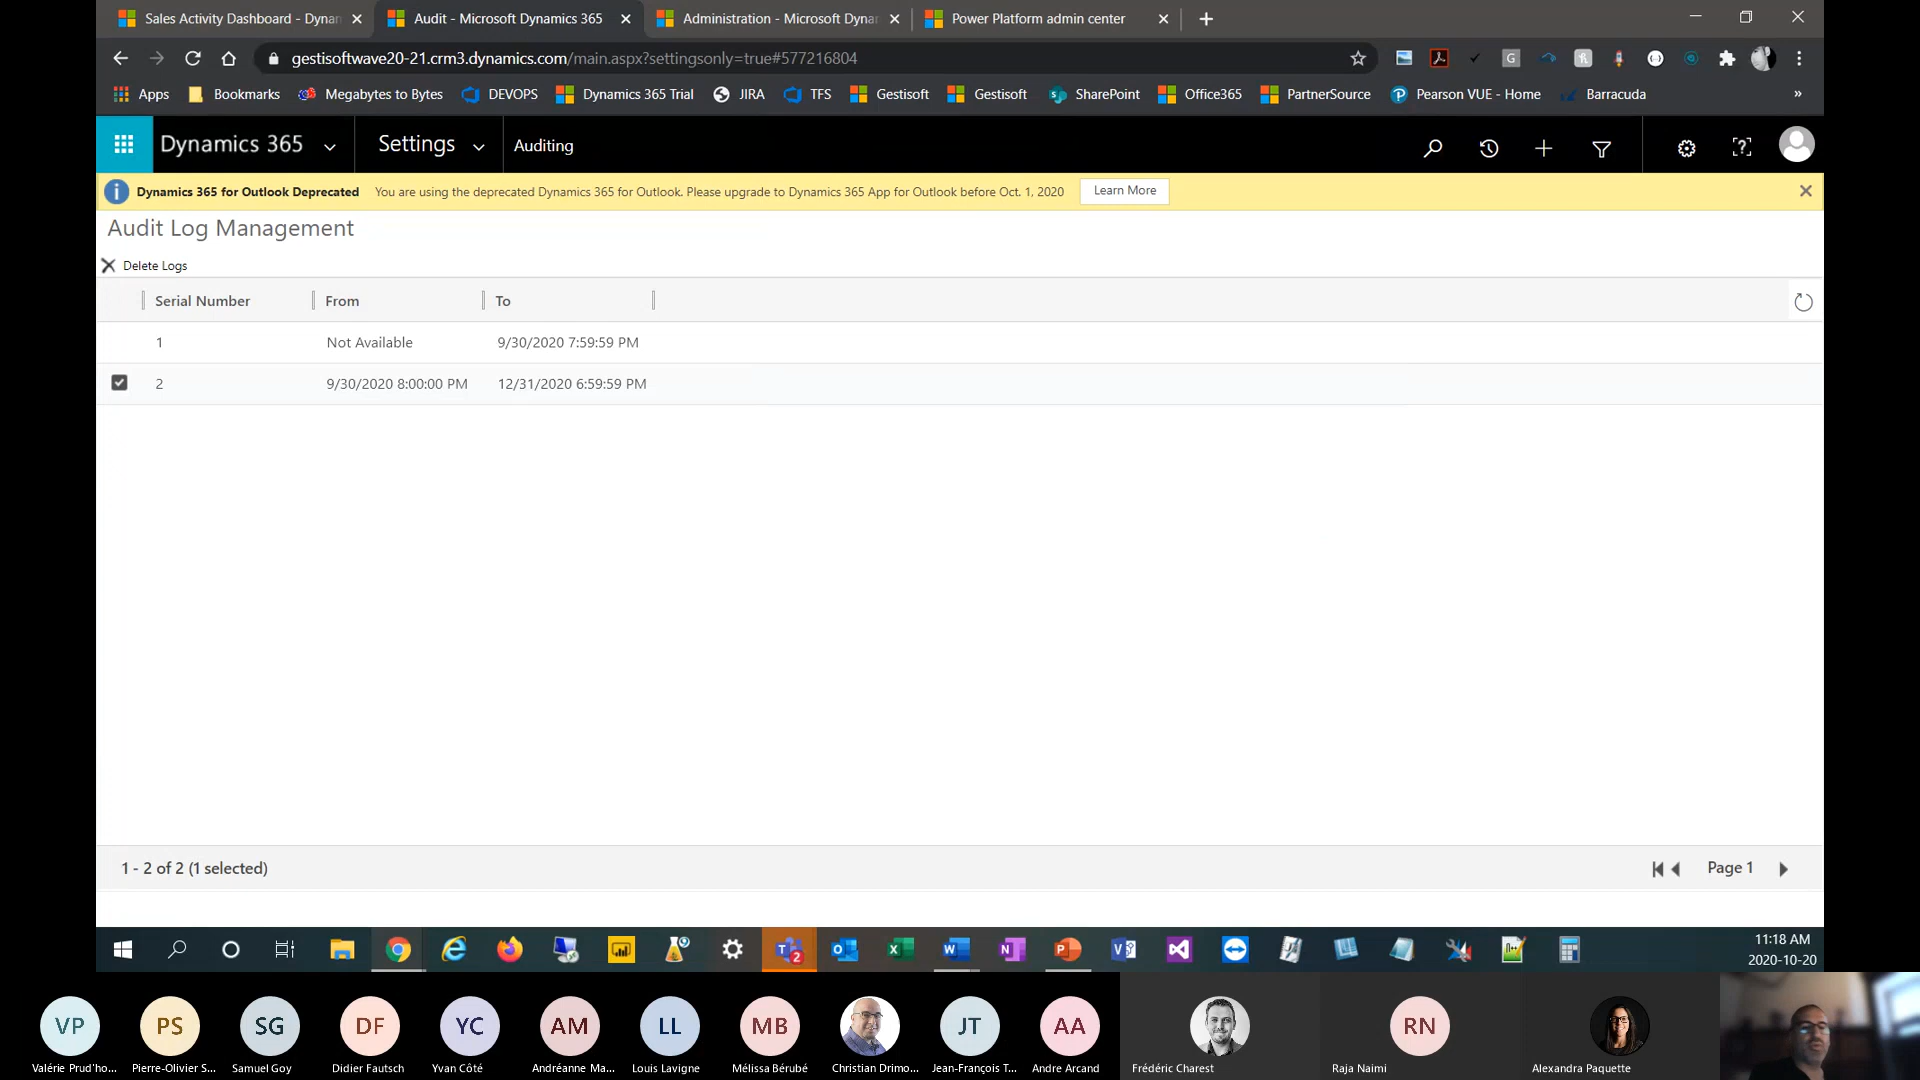 Sales Activity Dashboard - Dynan
Audit - Microsoft Dynamics 365
Administration - Microsoft Dynan
Power Platform admin center
gestisoftwave20-21.crm3.dynamics.com/main.aspx?settingsonly=true#577216804
Apps
Bookmarks
Megabytes to Bytes
DEVOPS
Dynamics 365 Trial
JIRA
TFS
Gestisoft
Gestisoft
SharePoint
Office365
PartnerSource
Pearson VUE - Home
Barracuda
»
Dynamics 365
Settings
Auditing
Dynamics 365 for Outlook Deprecated You are using the deprecated Dynamics 365 for Outlook. Please upgrade to Dynamics 365 App for Outlook before Oct. 1, 2020 Learn More
Audit Log Management
Delete Logs
Serial Number From To
1 Not Available 9/30/2020 7:59:59 PM
2 9/30/2020 8:00:00 PM 12/31/2020 6:59:59 PM
1 - 2 of 2 (1 selected)
Page 1
11:18 AM
2020-10-20
VP PS SG DF YC AM LL MB JT AA RN
Valérie Prud'ho... Pierre-Olivier S... Samuel Goy Didier Fautsch Yvan Côté Andréanne Ma... Louis Lavigne Mélissa Bérubé Christian Drimo... Jean-François T... Andre Arcand Frédéric Charest Raja Naimi Alexandra Paquette